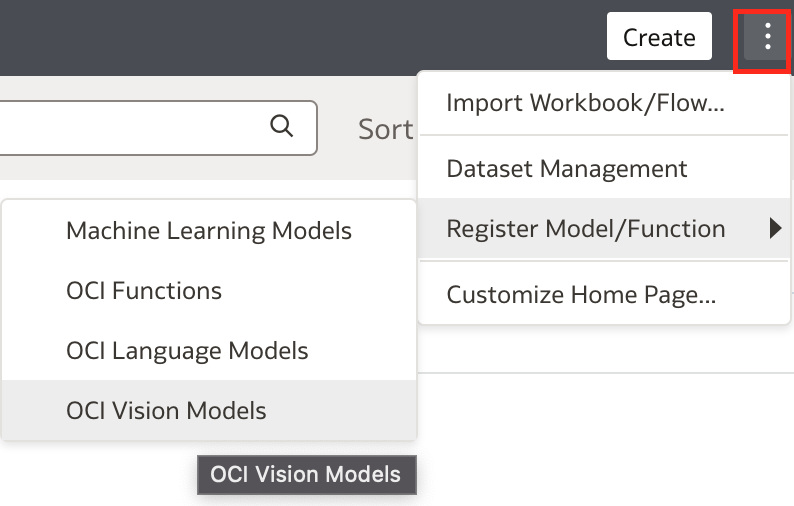 Create
Import Workbook/Flow...
Sort
Dataset Management
Register Model/Function
Customize Home Page...
Machine Learning Models
OCI Functions
OCI Language Models
OCI Vision Models
OCI Vision Models